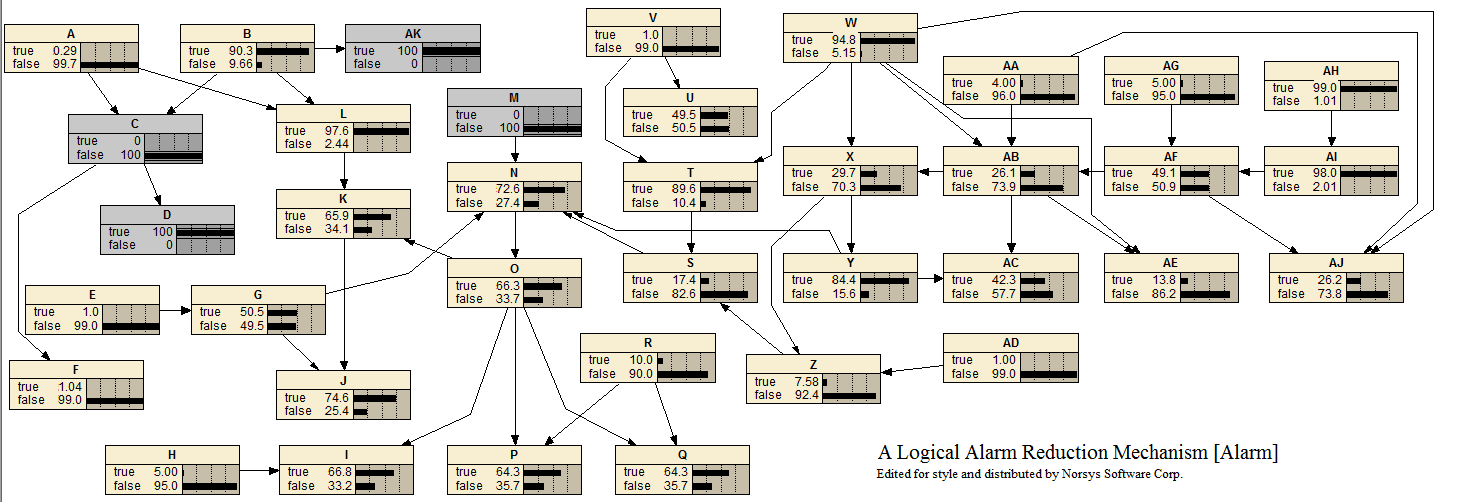 A
true 0.29
false 99.7
B
true 90.3
false 9.66
AK
true 100
false 0
V
true 1.0
false 99.0
W
true 94.8
false 5.15
AA
true 4.00
false 96.0
AG
true 5.00
false 95.0
AH
true 99.0
false 1.01
C
true 0
false 100
L
true 97.6
false 2.44
M
true 0
false 100
U
true 49.5
false 50.5
N
true 72.6
false 27.4
T
true 89.6
false 10.4
X
true 29.7
false 70.3
AB
true 26.1
false 73.9
AF
true 49.1
false 50.9
AI
true 98.0
false 2.01
D
true 100
false 0
K
true 65.9
false 34.1
E
true 1.0
false 99.0
G
true 50.5
false 49.5
O
true 66.3
false 33.7
S
true 17.4
false 82.6
Y
true 84.4
false 15.6
AC
true 42.3
false 57.7
AE
true 13.8
false 86.2
AJ
true 26.2
false 73.8
F
true 1.04
false 99.0
J
true 74.6
false 25.4
R
true 10.0
false 90.0
Z
true 7.58
false 92.4
AD
true 1.00
false 99.0
H
true 5.00
false 95.0
I
true 66.8
false 33.2
P
true 64.3
false 35.7
Q
true 64.3
false 35.7
A Logical Alarm Reduction Mechanism [Alarm]
Edited for style and distributed by Norsys Software Corp.